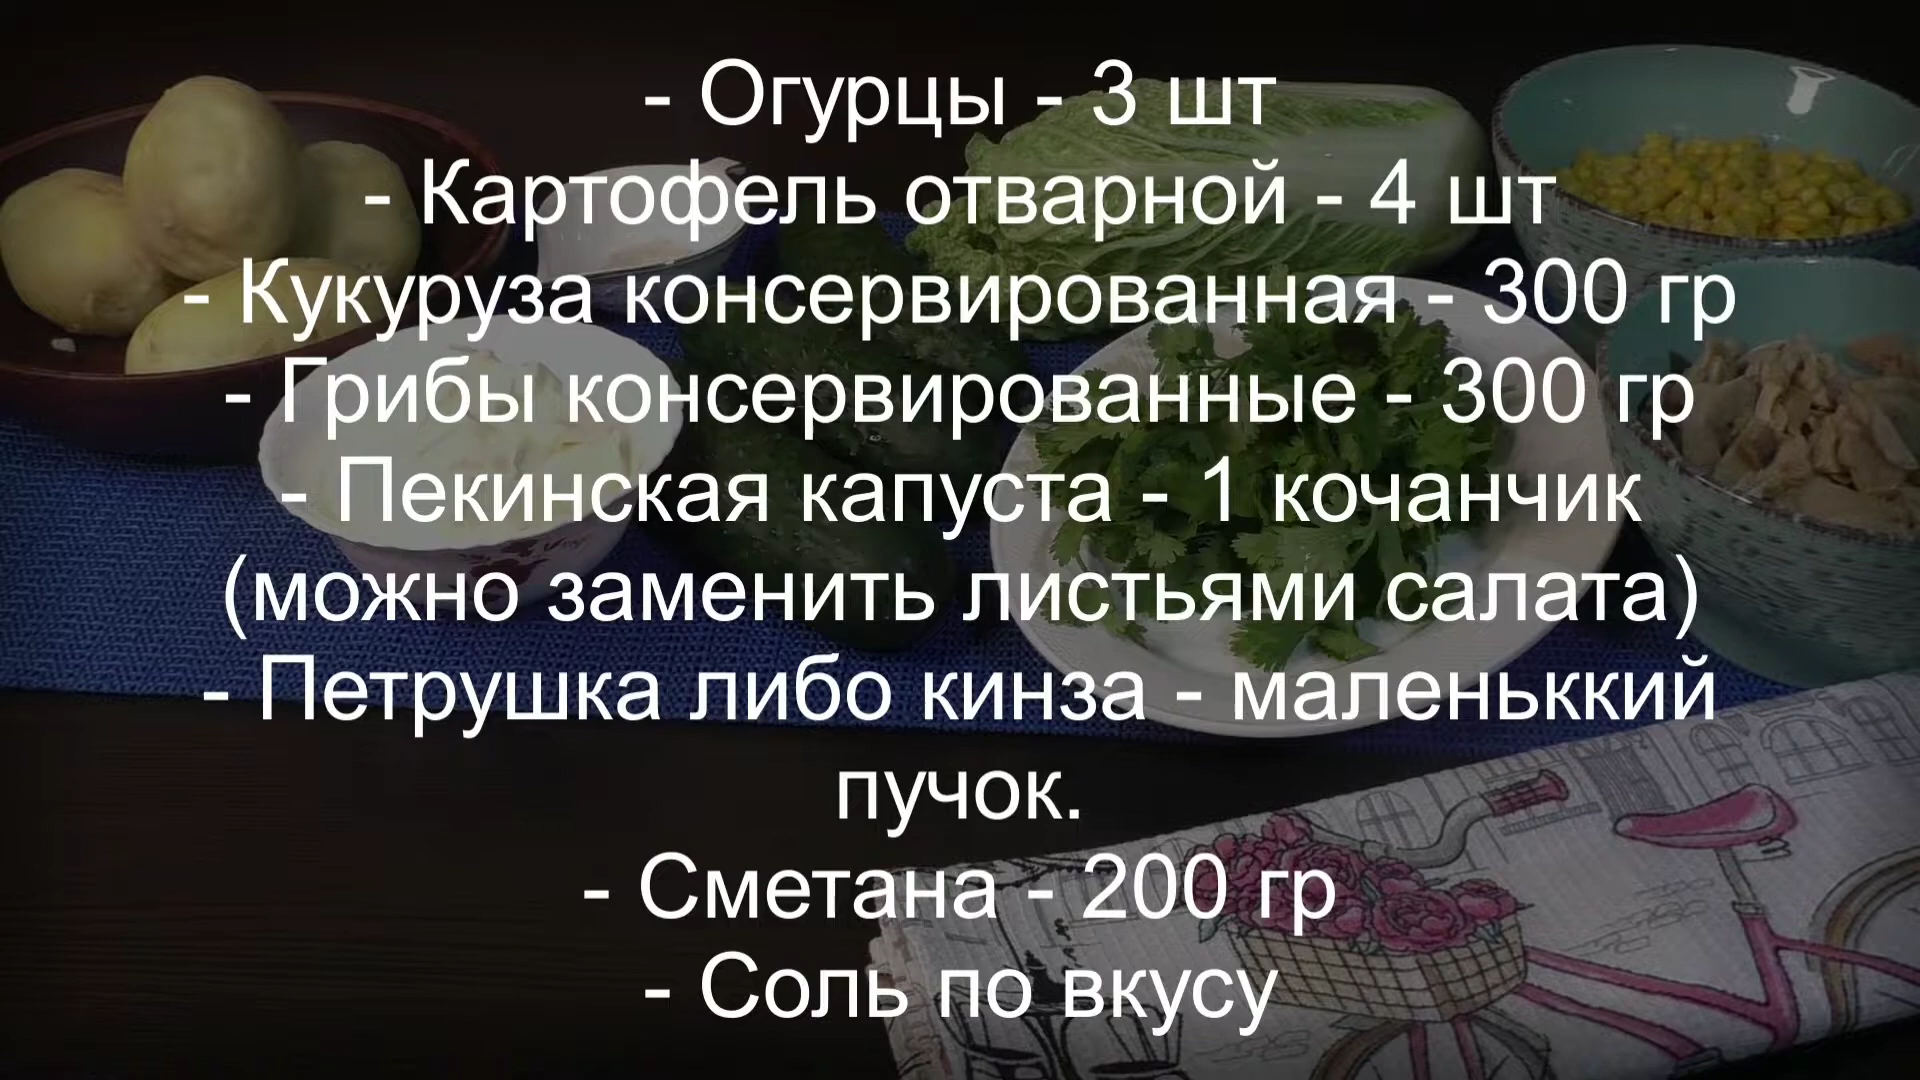 - Огурцы - 3 шт
- Картофель отварной - 4 шт
- Кукуруза консервированная - 300 гр
- Грибы консервированные - 300 гр
- Пекинская капуста - 1 кочанчик
(можно заменить листьями салата)
- Петрушка либо кинза - маленьккий
пучок.
- Сметана - 200 гр
- Соль по вкусу